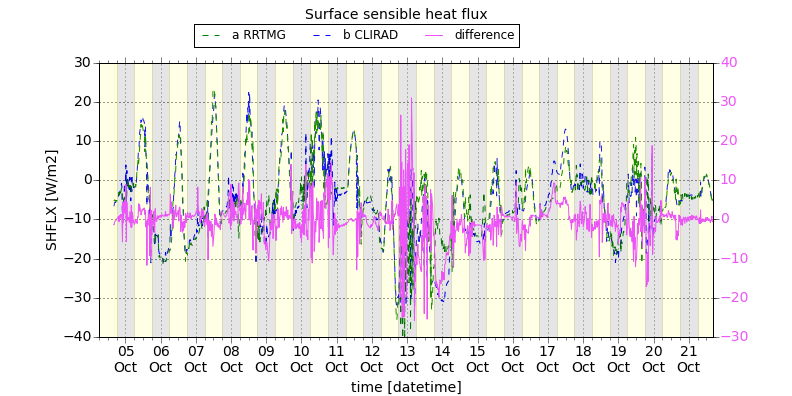 Surface sensible heat flux
a RRTMG b CLIRAD difference
30 40
20 30
10 20
0 10
−10 0
−20 −10
−30 −20
−40 −30
SHFLX [W/m2]
05 06 07 08 09 10 11 12 13 14 15 16 17 18 19 20 21
Oct Oct Oct Oct Oct Oct Oct Oct Oct Oct Oct Oct Oct Oct Oct Oct Oct
time [datetime]